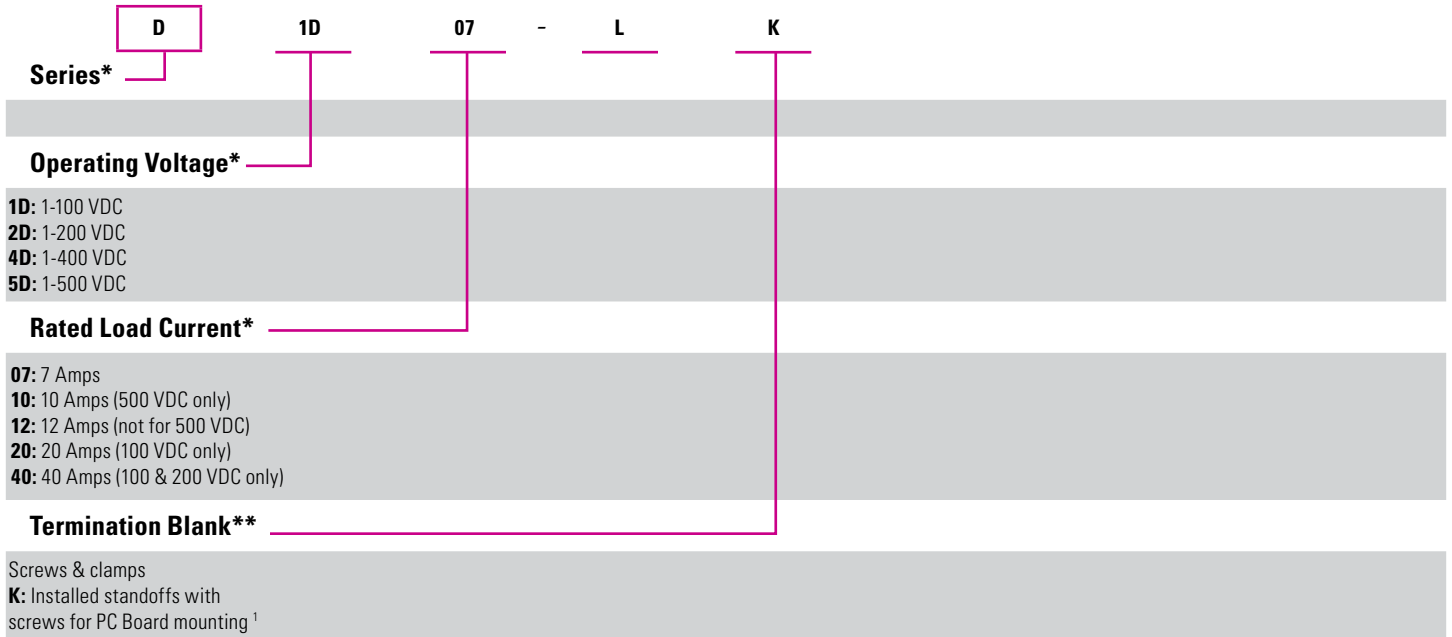 D 1D 07 – L K
Series*
Operating Voltage*
1D: 1-100 VDC
2D: 1-200 VDC
4D: 1-400 VDC
5D: 1-500 VDC
Rated Load Current*
07: 7 Amps
10: 10 Amps (500 VDC only)
12: 12 Amps (not for 500 VDC)
20: 20 Amps (100 VDC only)
40: 40 Amps (100 & 200 VDC only)
Termination Blank**
Screws & clamps
K: Installed standoffs with
screws for PC Board mounting 1